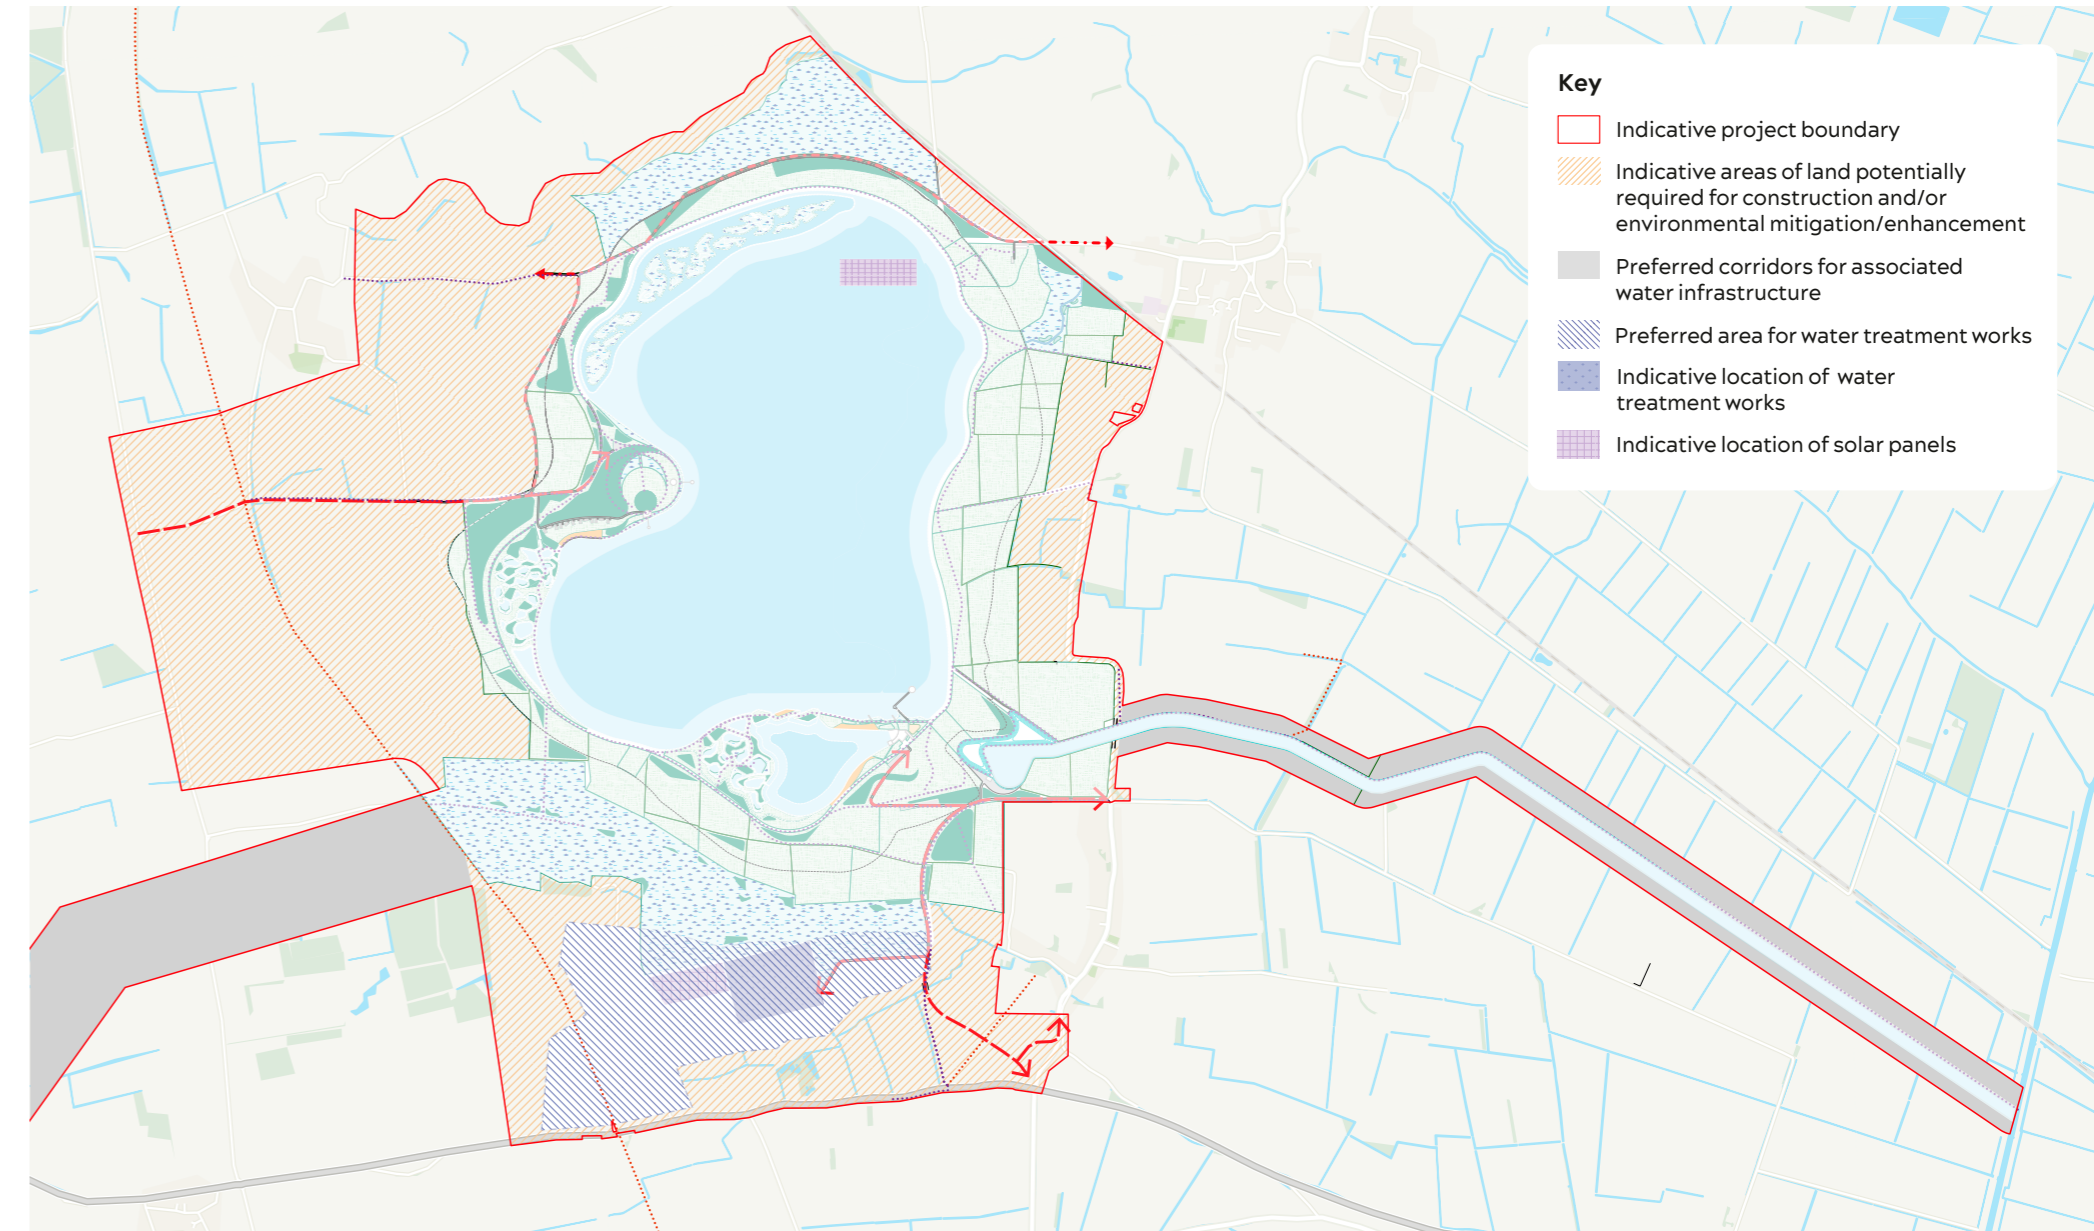 Key
Indicative project boundary
Indicative areas of land potentially
required for construction and/or
environmental mitigation/enhancement
Preferred corridors for associated
water infrastructure
Preferred area for water treatment works
Indicative location of water
treatment works
Indicative location of solar panels